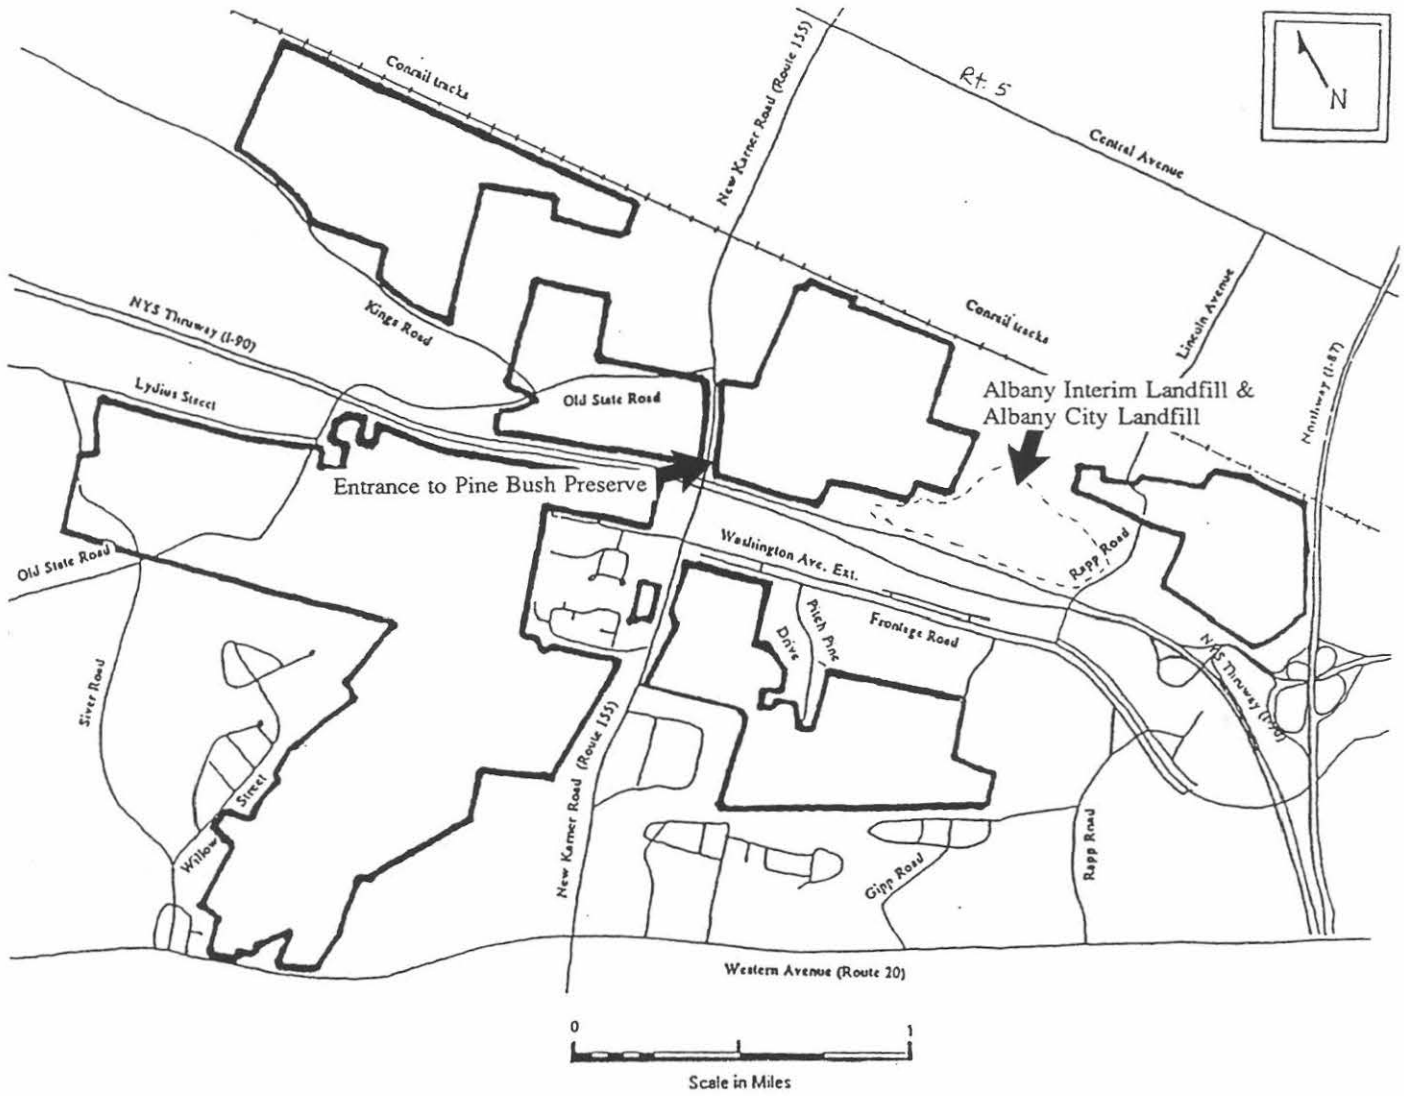 Conrail tracks
New Karner Road (Route 155)
Rt. 5
N
Central Avenue
NYS Thruway (I-90)
Kings Road
Conrail tracks
Lincoln Avenue
Northway (I-87)
Lydius Street
Old State Road
Albany Interim Landfill &
Albany City Landfill
Entrance to Pine Bush Preserve
Old State Road
Washington Ave. Ext.
Rapp Road
Pitch Pine
Drive
Frontage Road
NYS Thruway (I-90)
Siver Road
New Karner Road (Route 155)
Willow Street
Gipp Road
Rapp Road
Western Avenue (Route 20)
0 1
Scale in Miles